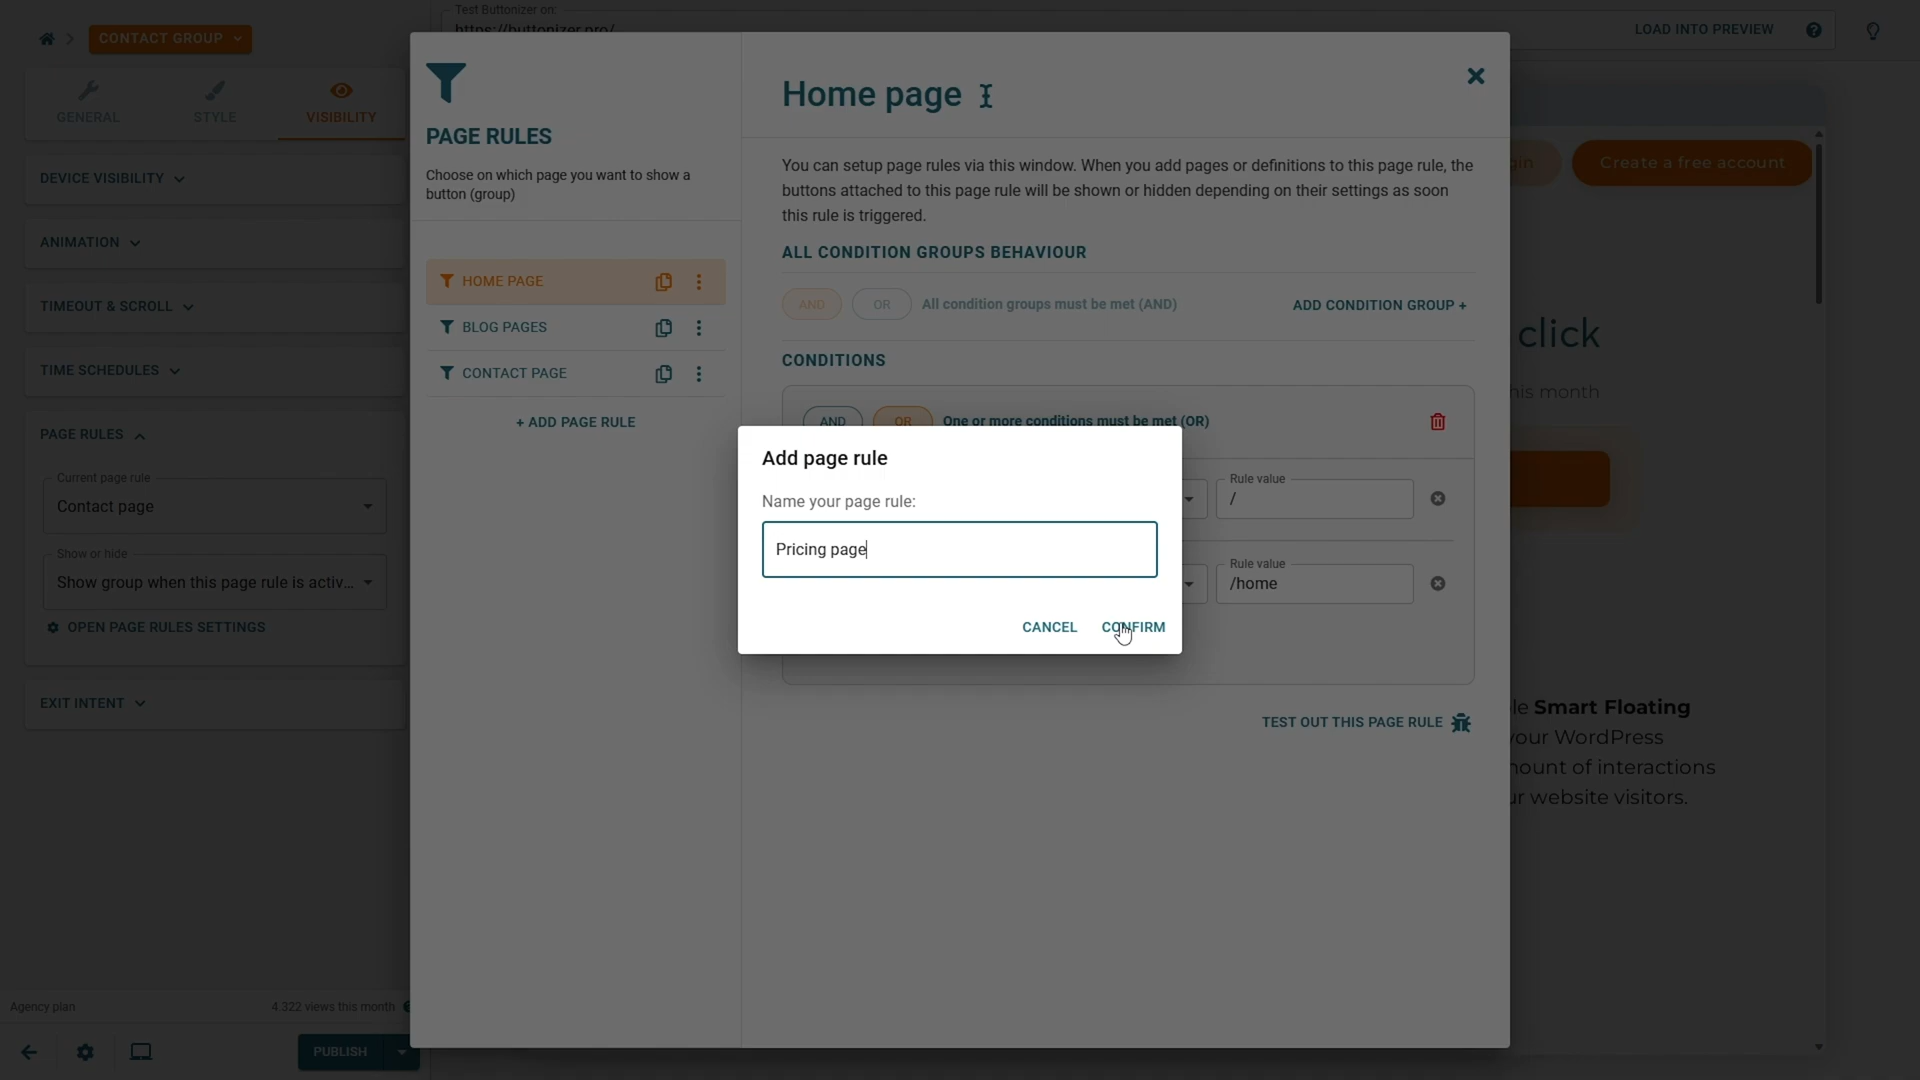 Test Buttonizer on:
https://buttonizer.pro/
LOAD INTO PREVIEW
CONTACT GROUP
GENERAL
STYLE
VISIBILITY
DEVICE VISIBILITY
ANIMATION
TIMEOUT & SCROLL
TIME SCHEDULES
PAGE RULES
Current page rule
Contact page
Show or hide
Show group when this page rule is activ...
OPEN PAGE RULES SETTINGS
EXIT INTENT
Agency plan
4.322 views this month
PUBLISH
PAGE RULES
Choose on which page you want to show a
button (group)
HOME PAGE
BLOG PAGES
CONTACT PAGE
+ ADD PAGE RULE
Home page
You can setup page rules via this window. When you add pages or definitions to this page rule, the
buttons attached to this page rule will be shown or hidden depending on their settings as soon
this rule is triggered.
ALL CONDITION GROUPS BEHAVIOUR
AND
OR
All condition groups must be met (AND)
ADD CONDITION GROUP +
CONDITIONS
AND
OR
One or more conditions must be met (OR)
Rule value
/
Rule value
/home
TEST OUT THIS PAGE RULE
Add page rule
Name your page rule:
Pricing page
CANCEL
CONFIRM
Create a free account
click
this month
Smart Floating
your WordPress
of interactions
website visitors.